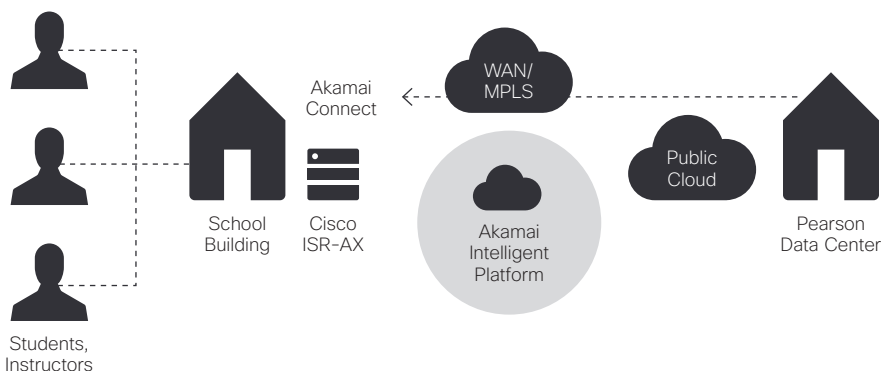 Akamai
Connect
WAN/
MPLS
Public
Cloud
School
Building
Cisco
ISR-AX
Akamai
Intelligent
Platform
Pearson
Data Center
Students,
Instructors